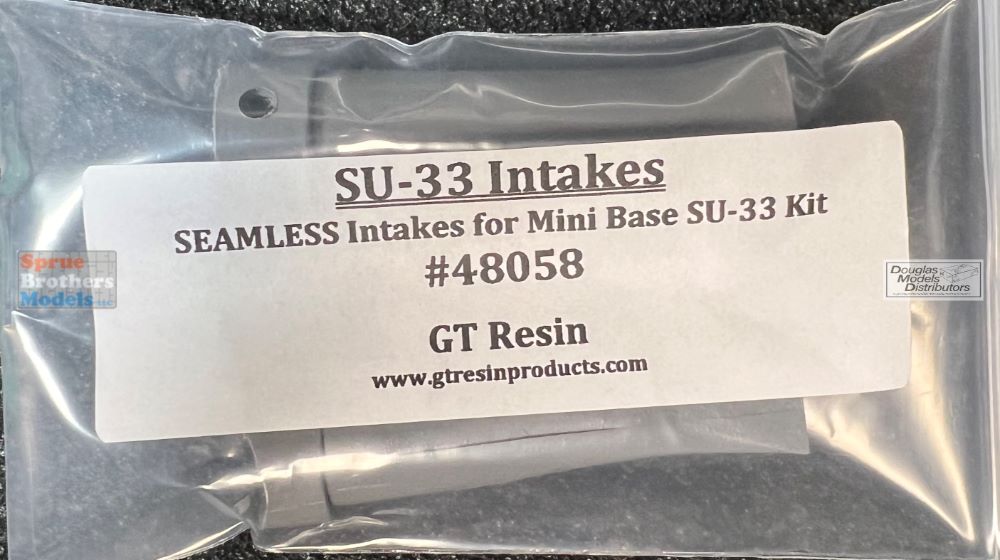 SU-33 Intakes
SEAMLESS Intakes for Mini Base SU-33 Kit
#48058
GT Resin
www.gtresinproducts.com
Sprue
Brothers
Models LLC
Douglas
Models
Distributors